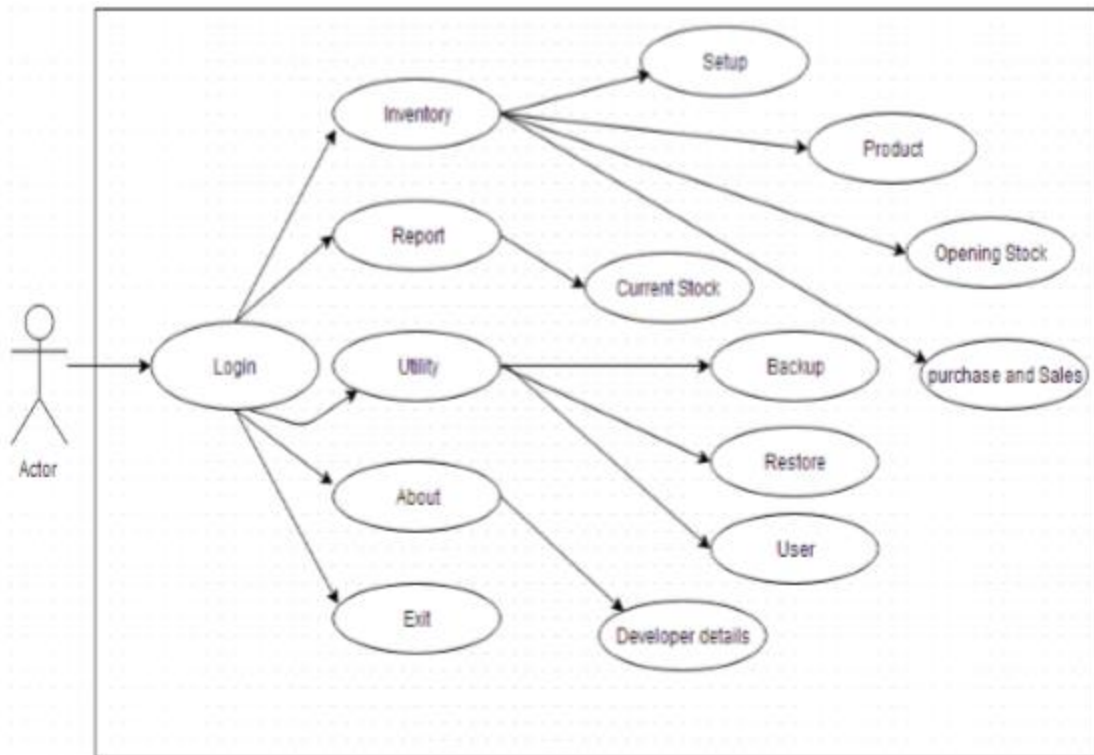 Setup
Inventory
Product
Report
Opening Stock
Current Stock
Login
Utility
Backup
purchase and Sales
Actor
Restore
About
User
Exit
Developer details